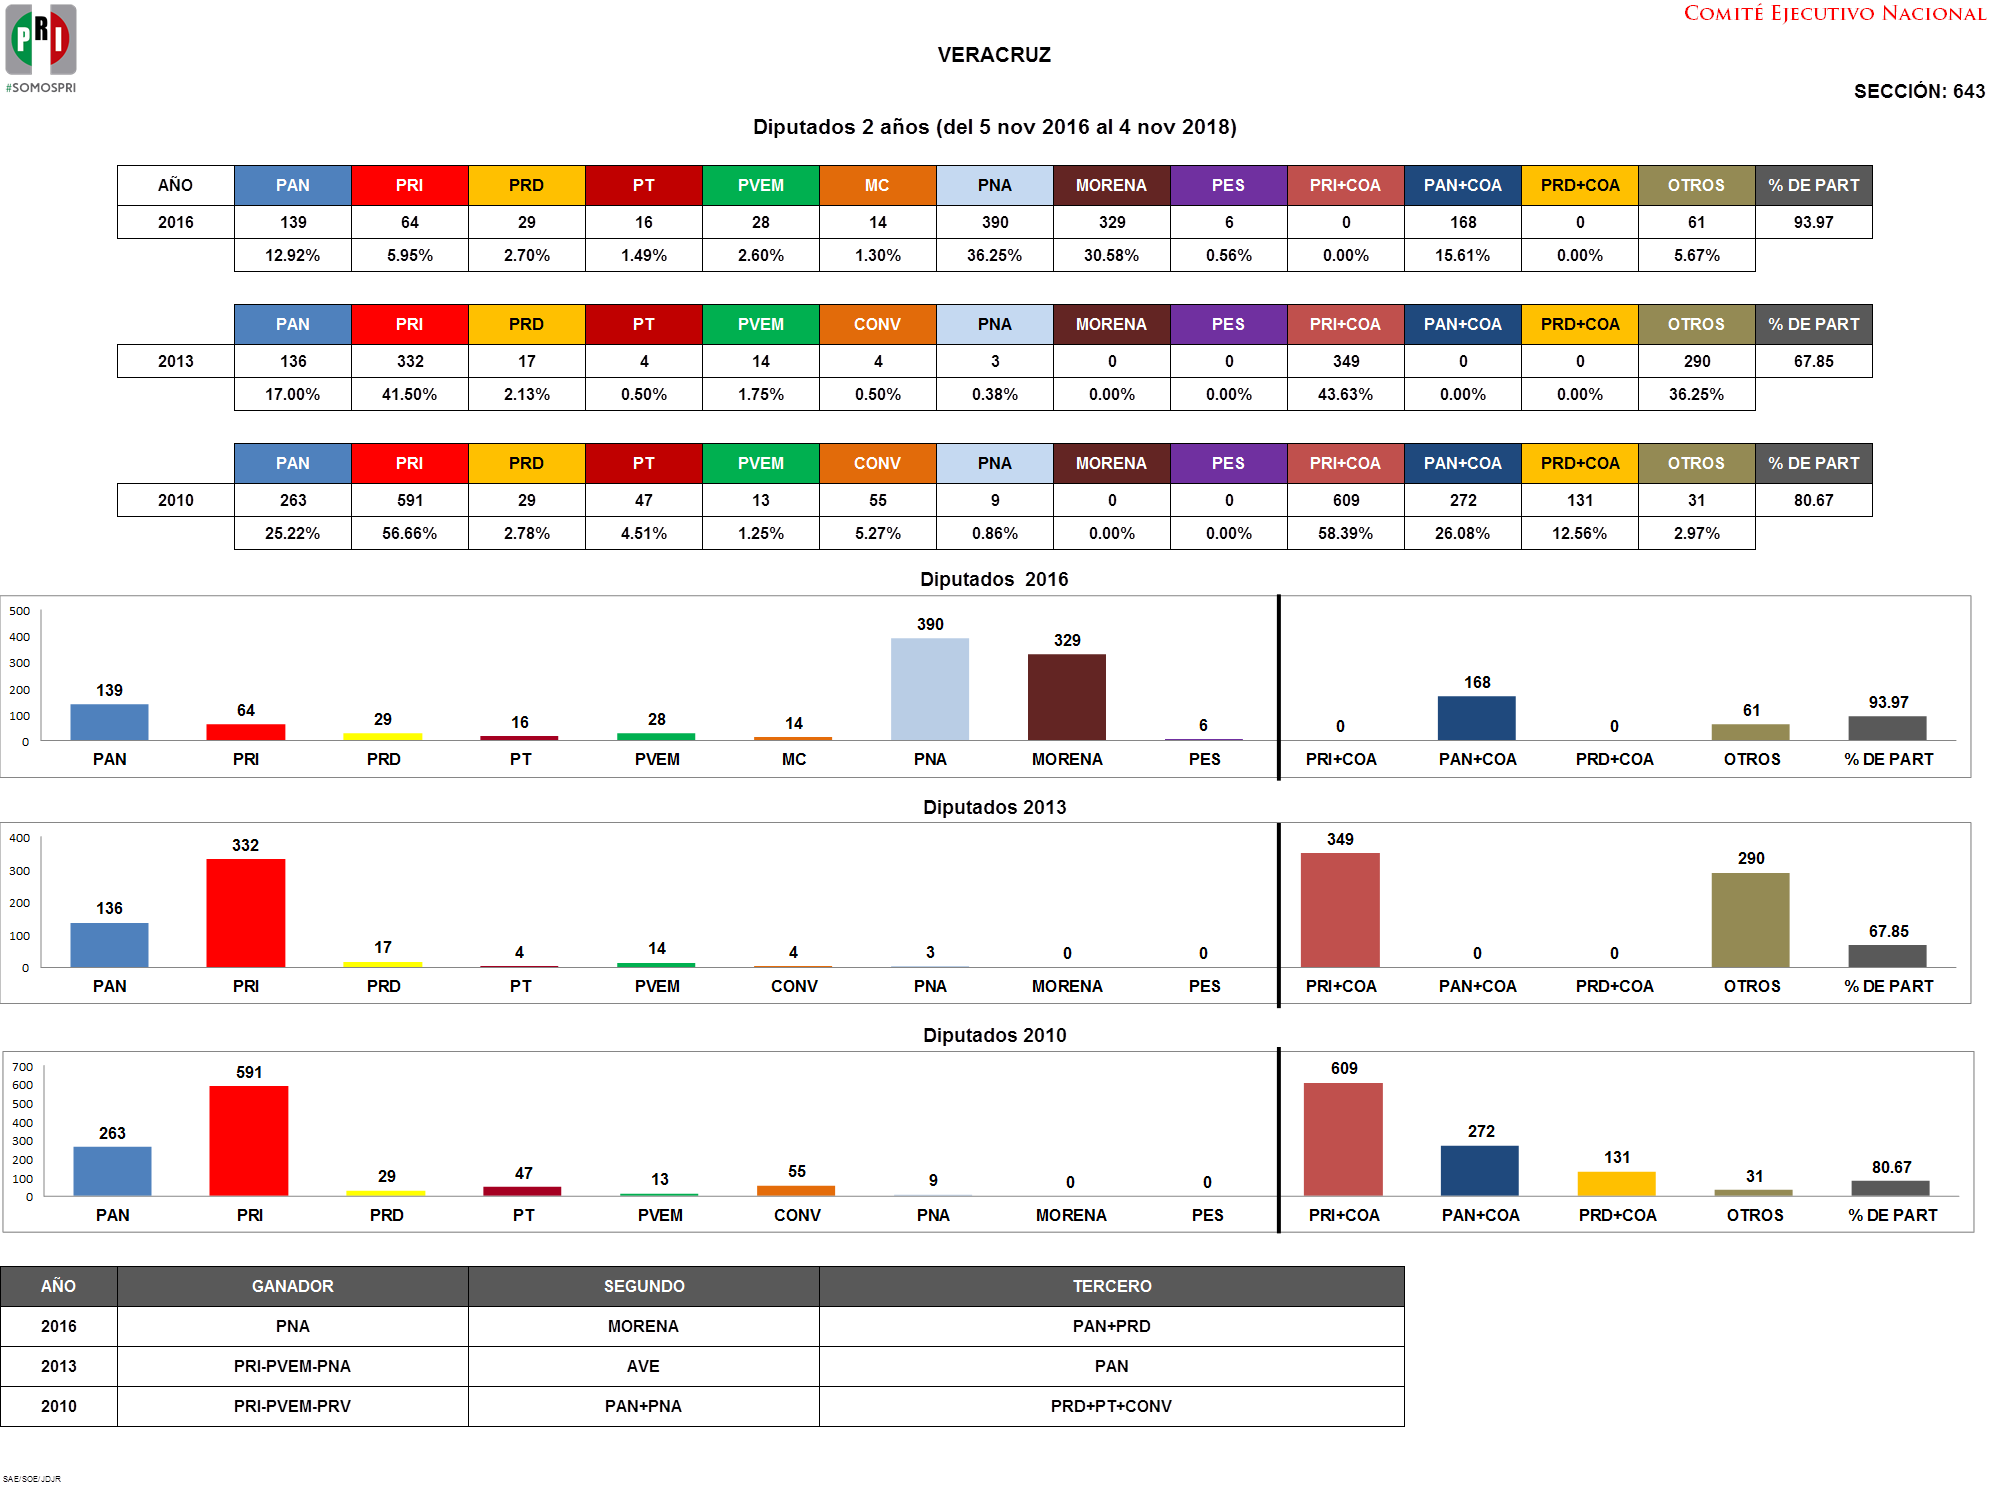 PRI
#SOMOSPRI
COMITÉ EJECUTIVO NACIONAL
VERACRUZ
SECCIÓN: 643
Diputados 2 años (del 5 nov 2016 al 4 nov 2018)
AÑO PAN PRI PRD PT PVEM MC PNA MORENA PES PRI+COA PAN+COA PRD+COA OTROS % DE PART
2016 139 64 29 16 28 14 390 329 6 0 168 0 61 93.97
12.92% 5.95% 2.70% 1.49% 2.60% 1.30% 36.25% 30.58% 0.56% 0.00% 15.61% 0.00% 5.67%
PAN PRI PRD PT PVEM CONV PNA MORENA PES PRI+COA PAN+COA PRD+COA OTROS % DE PART
2013 136 332 17 4 14 4 3 0 0 349 0 0 290 67.85
17.00% 41.50% 2.13% 0.50% 1.75% 0.50% 0.38% 0.00% 0.00% 43.63% 0.00% 0.00% 36.25%
PAN PRI PRD PT PVEM CONV PNA MORENA PES PRI+COA PAN+COA PRD+COA OTROS % DE PART
2010 263 591 29 47 13 55 9 0 0 609 272 131 31 80.67
25.22% 56.66% 2.78% 4.51% 1.25% 5.27% 0.86% 0.00% 0.00% 58.39% 26.08% 12.56% 2.97%
Diputados 2016
500
400
300
200
100
0
139 64 29 16 28 14 390 329 6 0 168 0 61 93.97
PAN PRI PRD PT PVEM MC PNA MORENA PES PRI+COA PAN+COA PRD+COA OTROS % DE PART
Diputados 2013
400
300
200
100
0
136 332 17 4 14 4 3 0 0 349 0 0 290 67.85
PAN PRI PRD PT PVEM CONV PNA MORENA PES PRI+COA PAN+COA PRD+COA OTROS % DE PART
Diputados 2010
700
600
500
400
300
200
100
0
263 591 29 47 13 55 9 0 0 609 272 131 31 80.67
PAN PRI PRD PT PVEM CONV PNA MORENA PES PRI+COA PAN+COA PRD+COA OTROS % DE PART
AÑO GANADOR SEGUNDO TERCERO
2016 PNA MORENA PAN+PRD
2013 PRI-PVEM-PNA AVE PAN
2010 PRI-PVEM-PRV PAN+PNA PRD+PT+CONV
SAE/SOE/JDJR